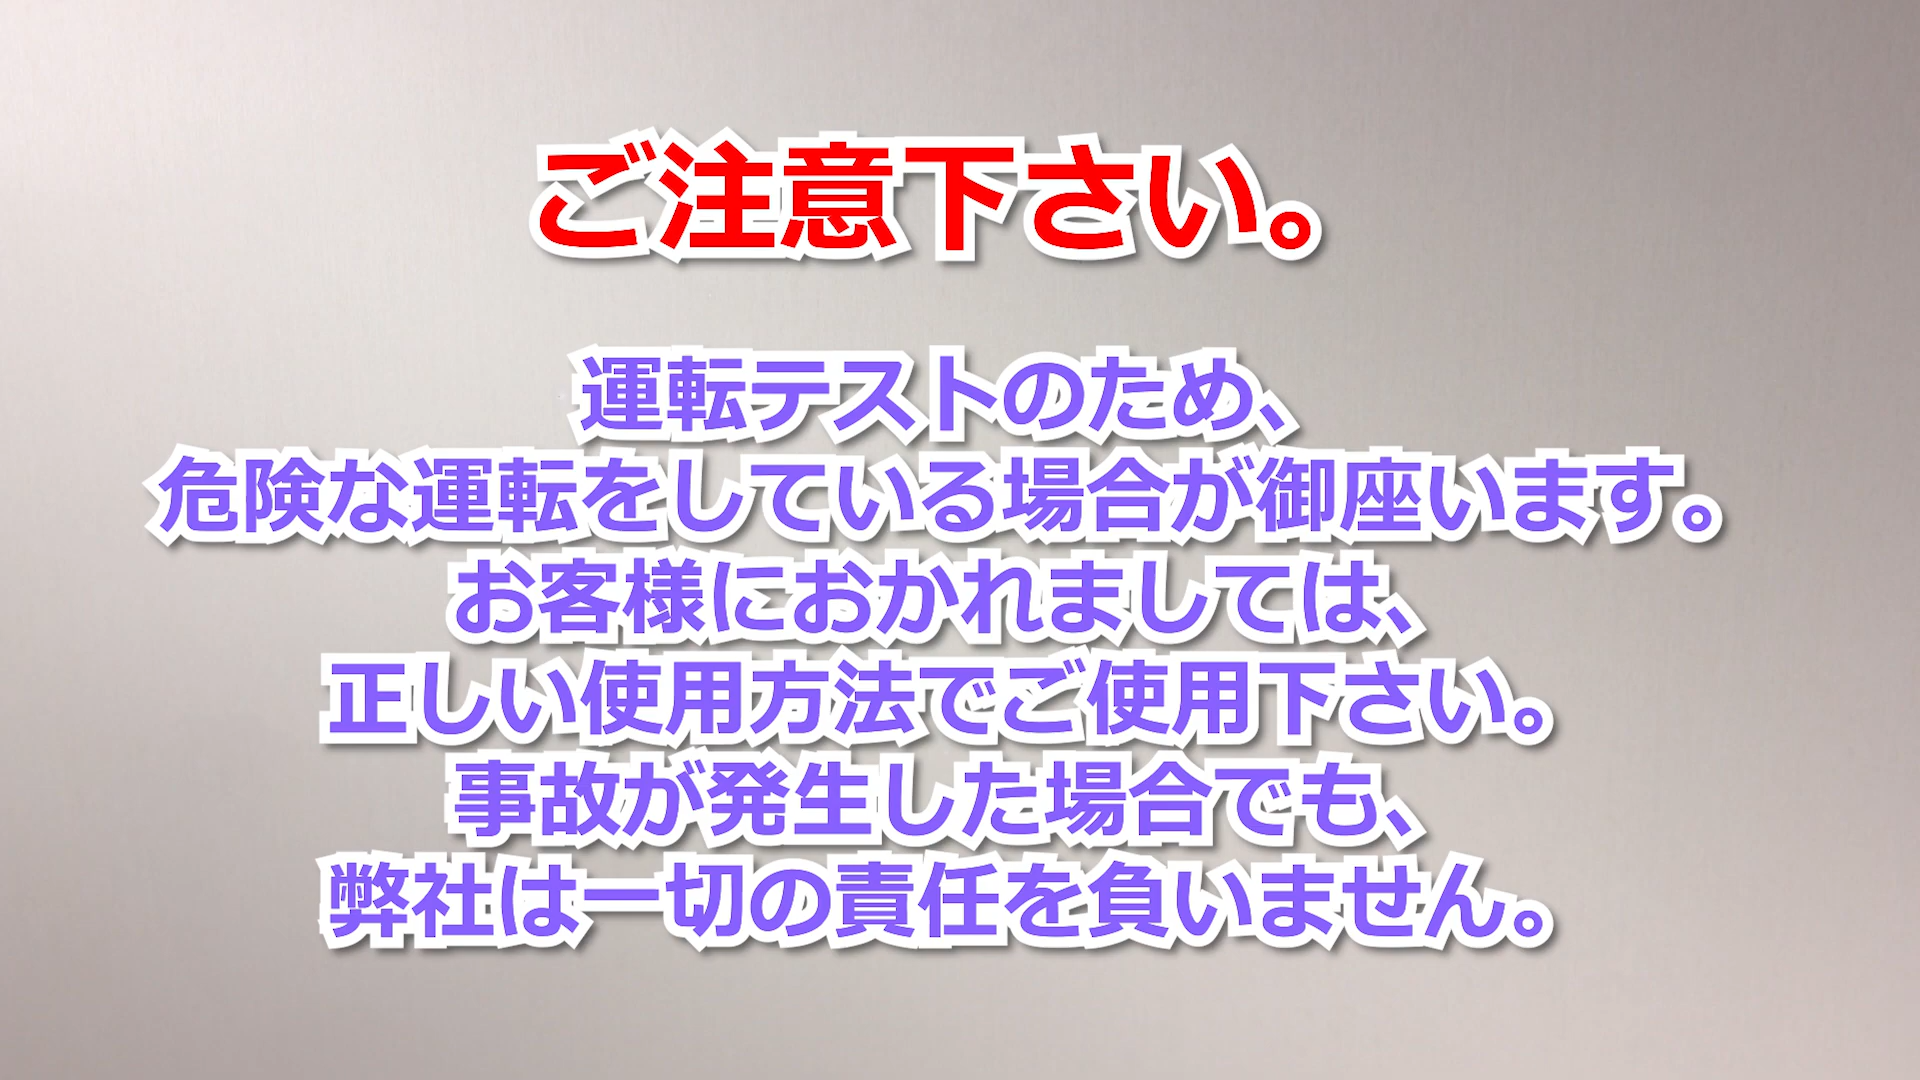 ご注意下さい。
運転テストのため、
危険な運転をしている場合が御座います。
お客様におかれましては、
正しい使用方法でご使用下さい。
事故が発生した場合でも、
弊社は一切の責任を負いません。